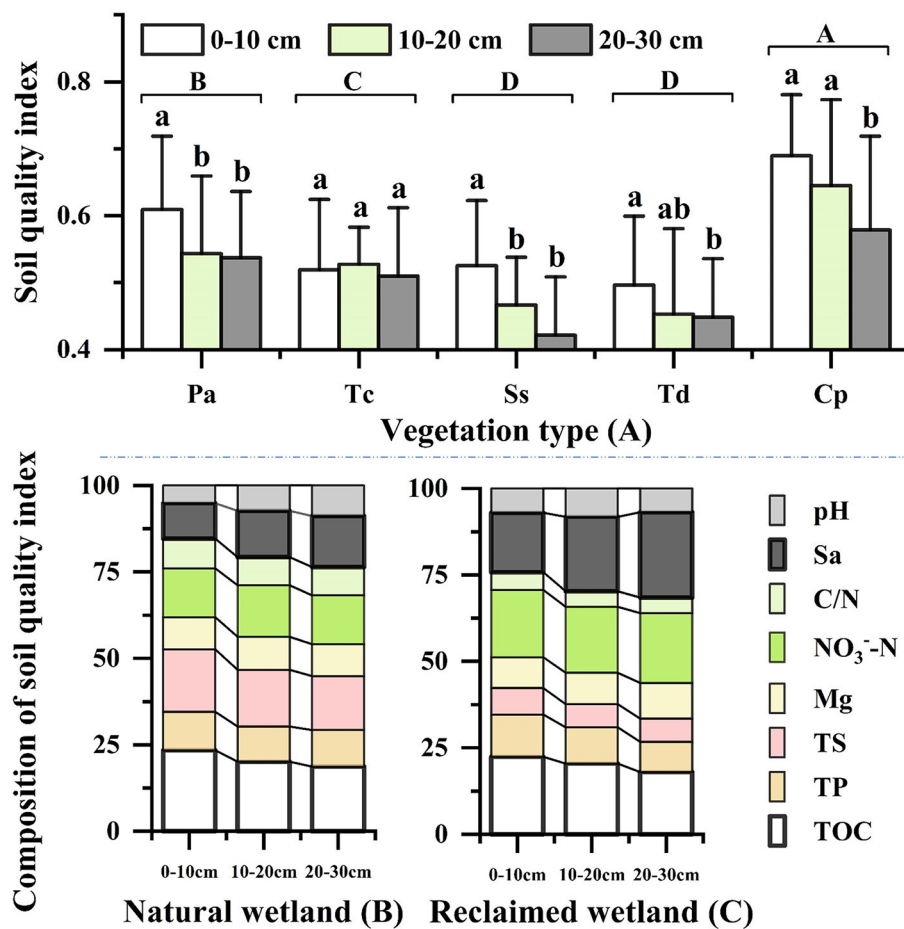 0-10 cm 10-20 cm 20-30 cm
Soil quality index
0.8
0.6
0.4
B C D D A
a b b
a a a
a b b
a ab b
a a b
Pa Tc Ss Td Cp
Vegetation type (A)
Composition of soil quality index
100
75
50
25
0
0-10cm 10-20cm 20-30cm
Natural wetland (B)
100
75
50
25
0
0-10cm 10-20cm 20-30cm
Reclaimed wetland (C)
pH
Sa
C/N
NO₃⁻-N
Mg
TS
TP
TOC